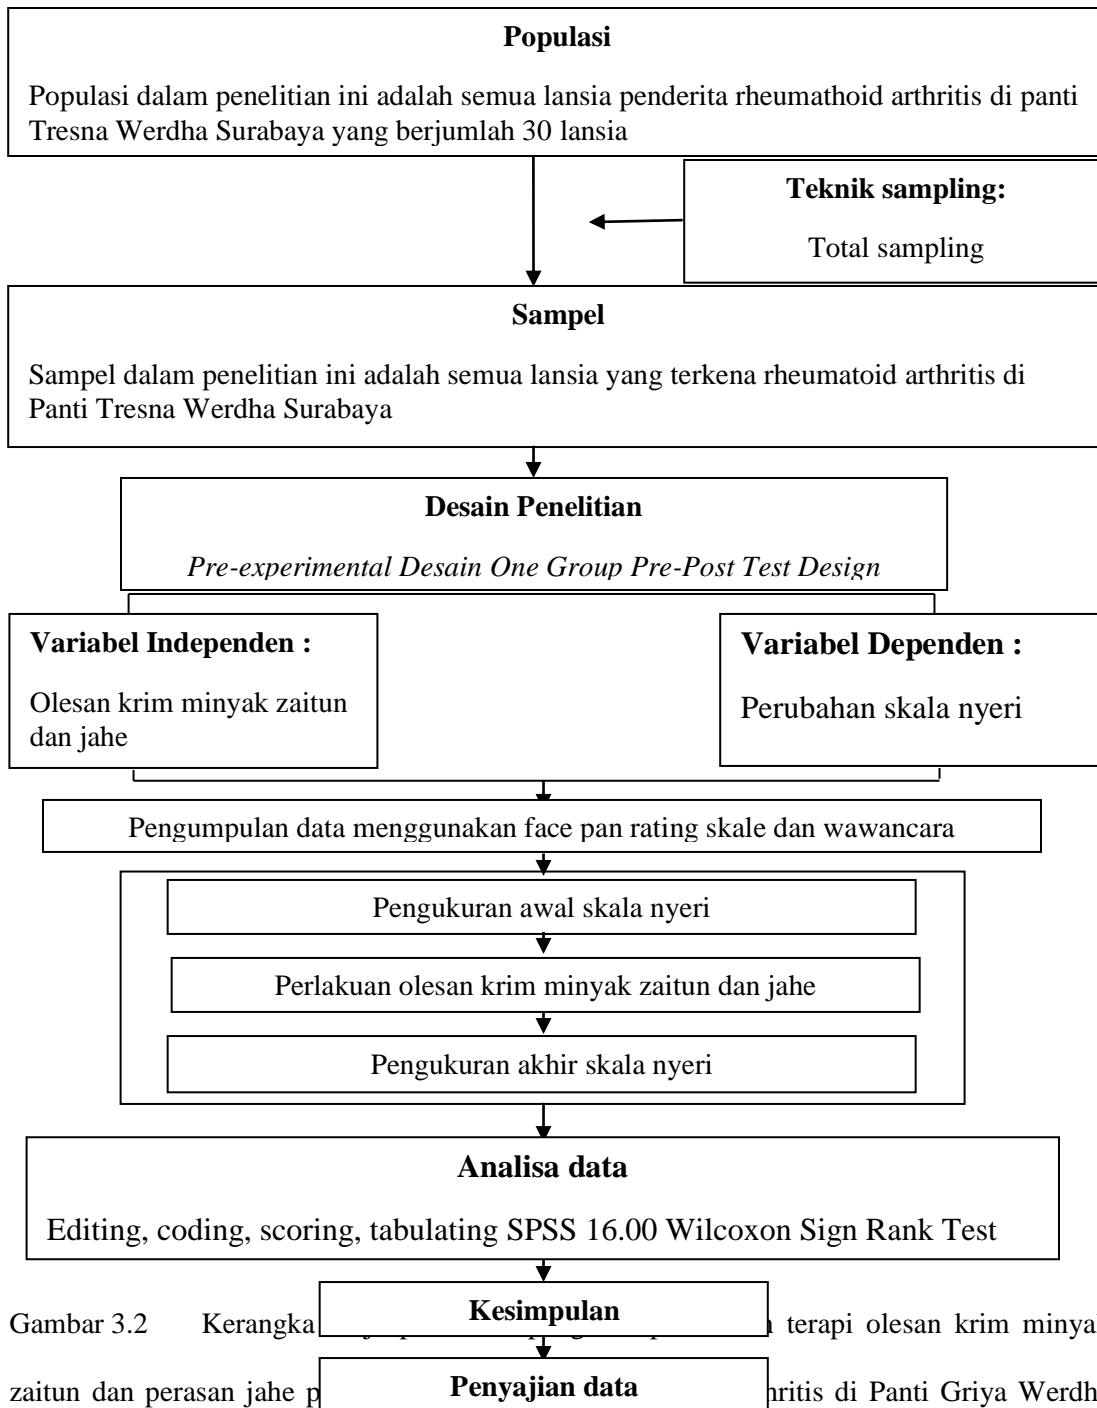 Populasi
Populasi dalam penelitian ini adalah semua lansia penderita rheumathoid arthritis di panti
Tresna Werdha Surabaya yang berjumlah 30 lansia
Teknik sampling:
Total sampling
Sampel
Sampel dalam penelitian ini adalah semua lansia yang terkena rheumatoid arthritis di
Panti Tresna Werdha Surabaya
Desain Penelitian
Pre-experimental Desain One Group Pre-Post Test Design
Variabel Independen :
Olesan krim minyak zaitun
dan jahe
Variabel Dependen :
Perubahan skala nyeri
Pengumpulan data menggunakan face pan rating skale dan wawancara
Pengukuran awal skala nyeri
Perlakuan olesan krim minyak zaitun dan jahe
Pengukuran akhir skala nyeri
Analisa data
Editing, coding, scoring, tabulating SPSS 16.00 Wilcoxon Sign Rank Test
Kesimpulan
Gambar 3.2 Kerangka terapi olesan krim minya
Penyajian data
zaitun dan perasan jahe p hritis di Panti Griya Werdh